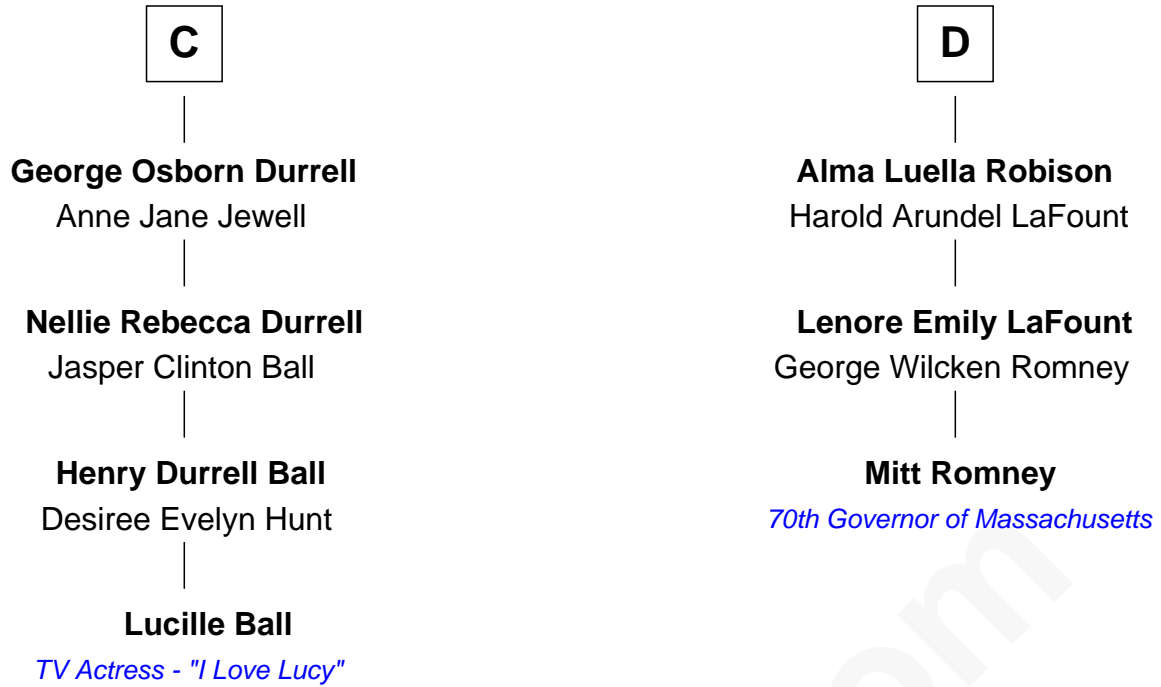 C
George Osborn Durrell
Anne Jane Jewell
Nellie Rebecca Durrell
Jasper Clinton Ball
Henry Durrell Ball
Desiree Evelyn Hunt
Lucille Ball
TV Actress - "I Love Lucy"
D
Alma Luella Robison
Harold Arundel LaFount
Lenore Emily LaFount
George Wilcken Romney
Mitt Romney
70th Governor of Massachusetts
om